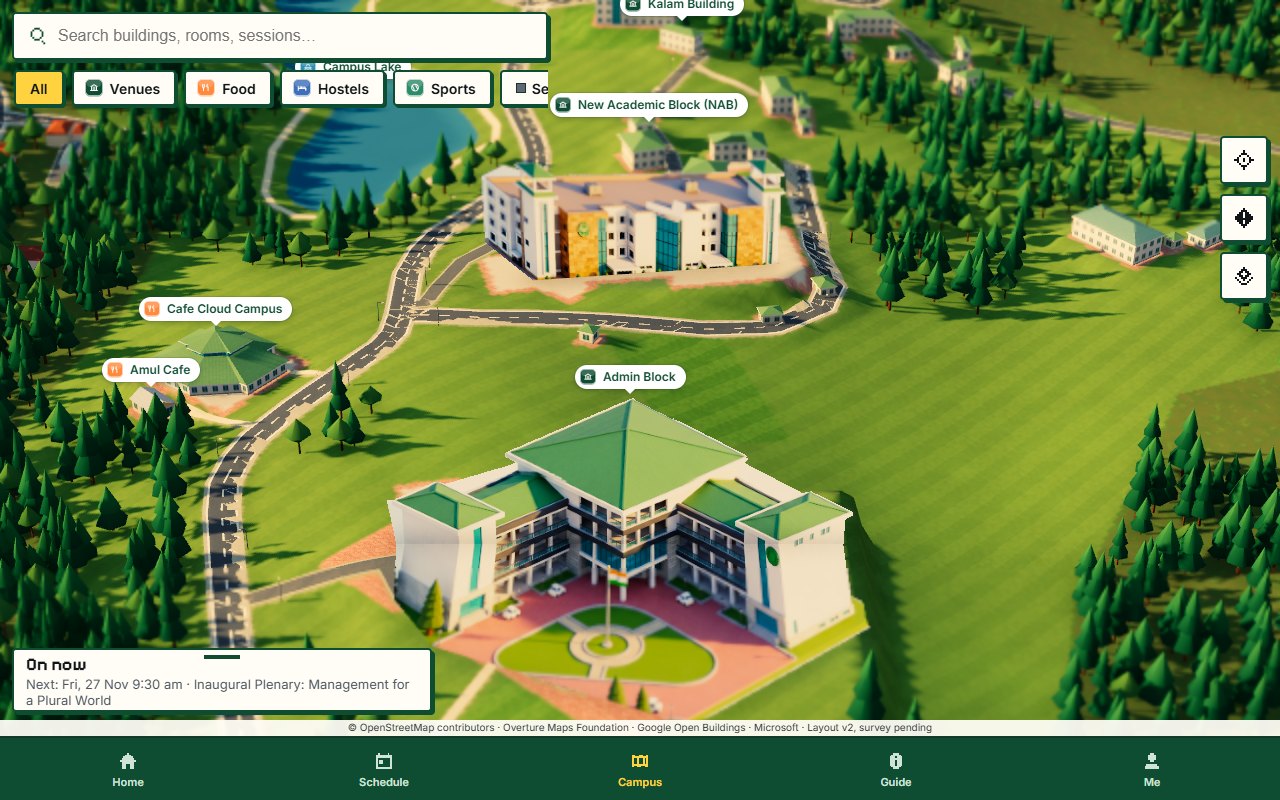 Kalam Building
Search buildings, rooms, sessions...
Campus Lake
All
Venues
Food
Hostels
Sports
Se
New Academic Block (NAB)
Cafe Cloud Campus
Amul Cafe
Admin Block
On now
Next: Fri, 27 Nov 9:30 am · Inaugural Plenary: Management for
a Plural World
© OpenStreetMap contributors · Overture Maps Foundation · Google Open Buildings · Microsoft · Layout v2, survey pending
Home
Schedule
Campus
Guide
Me